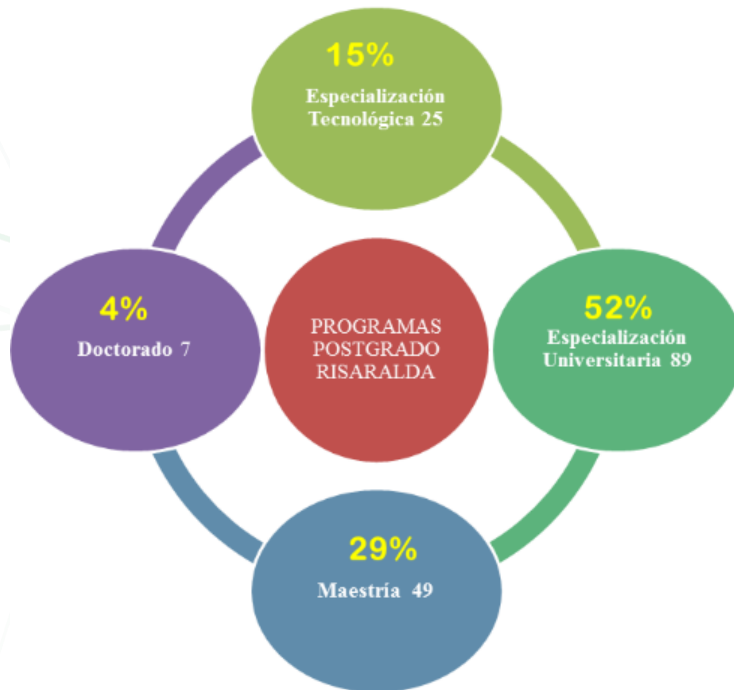 15%
Especialización
Tecnológica 25
4%
Doctorado 7
PROGRAMAS
POSTGRADO
RISARALDA
52%
Especialización
Universitaria 89
29%
Maestría 49